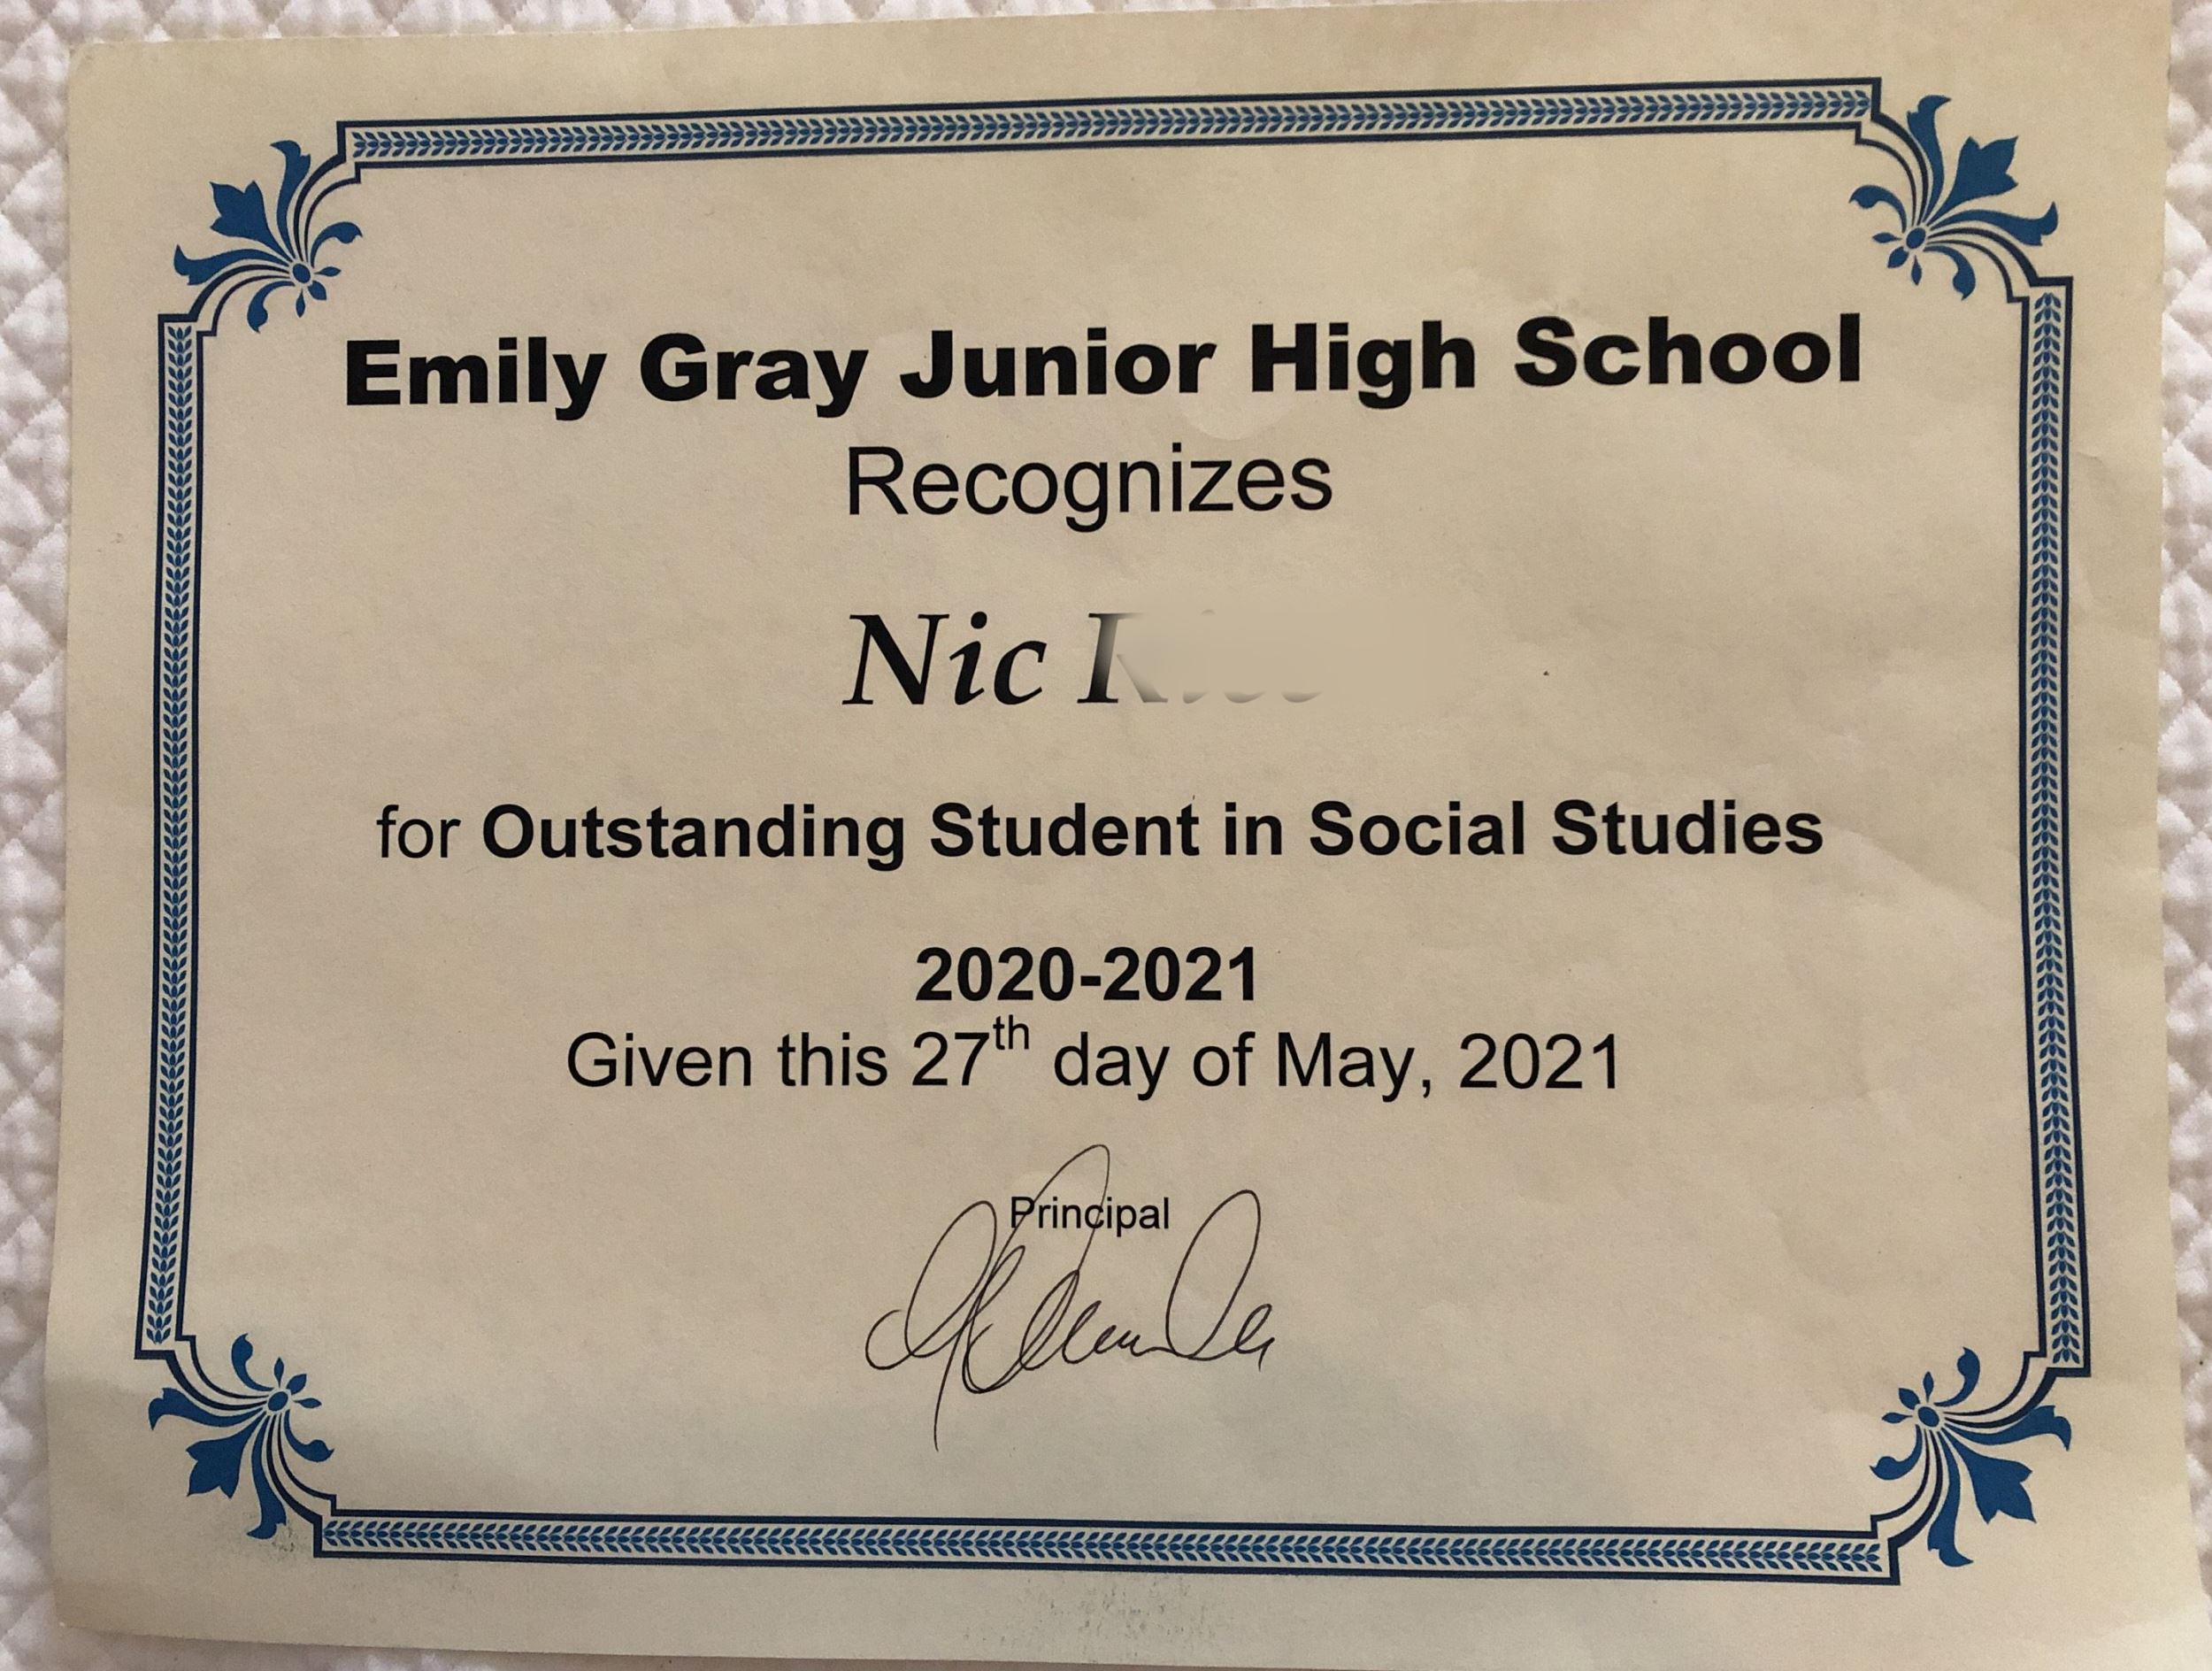 Emily Gray Junior High School
Recognizes
Nic
for Outstanding Student in Social Studies
2020-2021
Given this 27th day of May, 2021
Principal